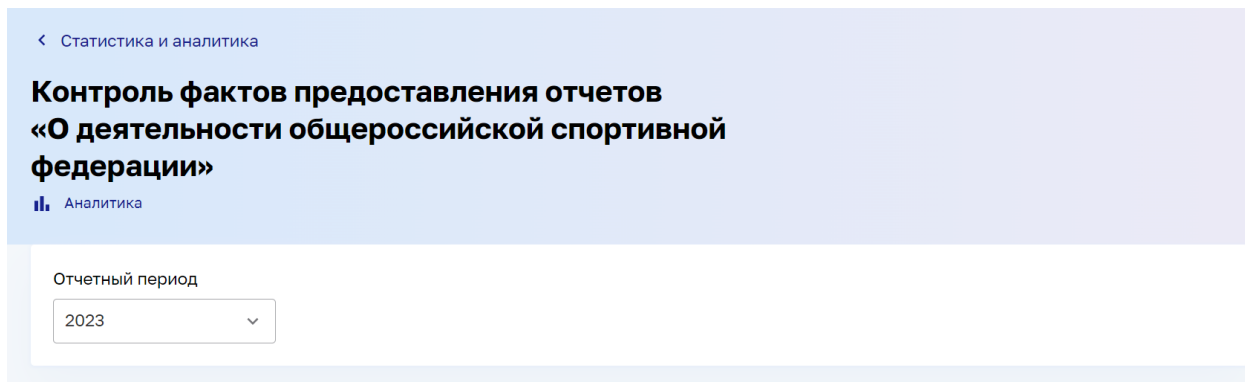 Статистика и аналитика
Контроль фактов предоставления отчетов
«О деятельности общероссийской спортивной
федерации»
Аналитика
Отчетный период
2023